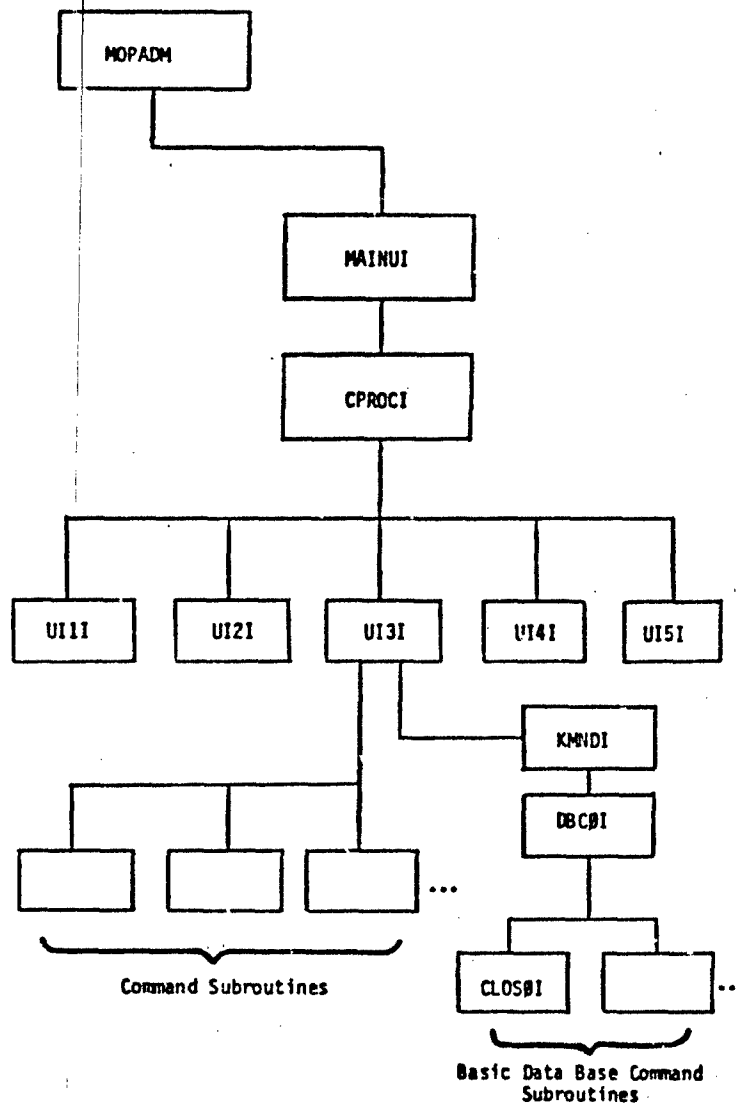 MOPADM
MAINUI
CPROCI
UI1I UI2I UI3I UI4I UI5I
KMNDI
DBCØI
...
Command Subroutines
CLOSØI ..
Basic Data Base Command
Subroutines